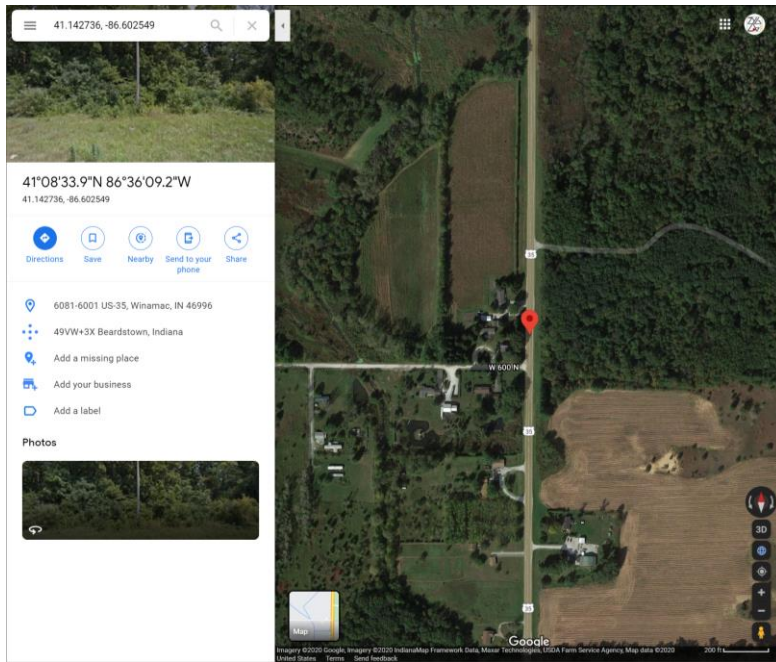 41.142736, -86.602549
41°08'33.9"N 86°36'09.2"W
41.142736, -86.602549
Directions
Save
Nearby
Send to your
phone
Share
6081-6001 US-35, Winamac, IN 46996
49VW+3X Beardstown, Indiana
Add a missing place
Add your business
Add a label
Photos
35
W 600 N
35
35
3D
Map
Google
Imagery ©2020 Google, Imagery ©2020 IndianaMap Framework Data, Maxar Technologies, USDA Farm Service Agency, Map data ©2020
200 ft
United States Terms Send feedback